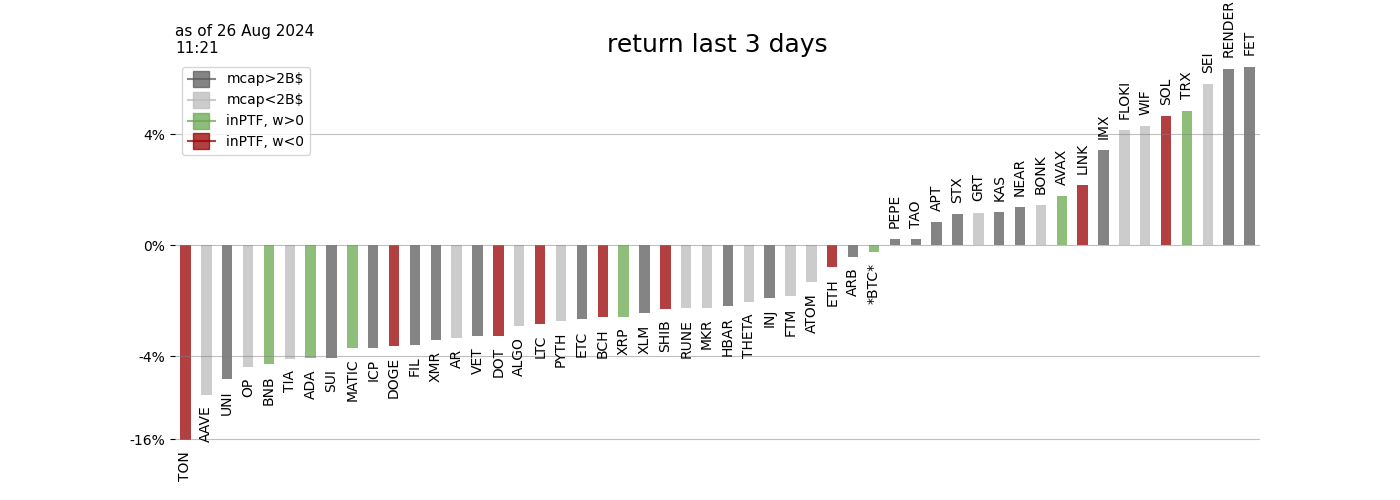 as of 26 Aug 2024
11:21
return last 3 days
mcap>2B$
mcap<2B$
inPTF, w>0
inPTF, w<0
4%
0%
-4%
-16%
TON
AAVE
UNI
OP
BNB
TIA
ADA
SUI
MATIC
ICP
DOGE
FIL
XMR
AR
VET
DOT
ALGO
LTC
PYTH
ETC
BCH
XRP
XLM
SHIB
RUNE
MKR
HBAR
THETA
INJ
FTM
ATOM
ETH
ARB
*BTC*
PEPE
TAO
APT
STX
GRT
KAS
NEAR
BONK
AVAX
LINK
IMX
FLOKI
WIF
SOL
TRX
SEI
RENDER
FET